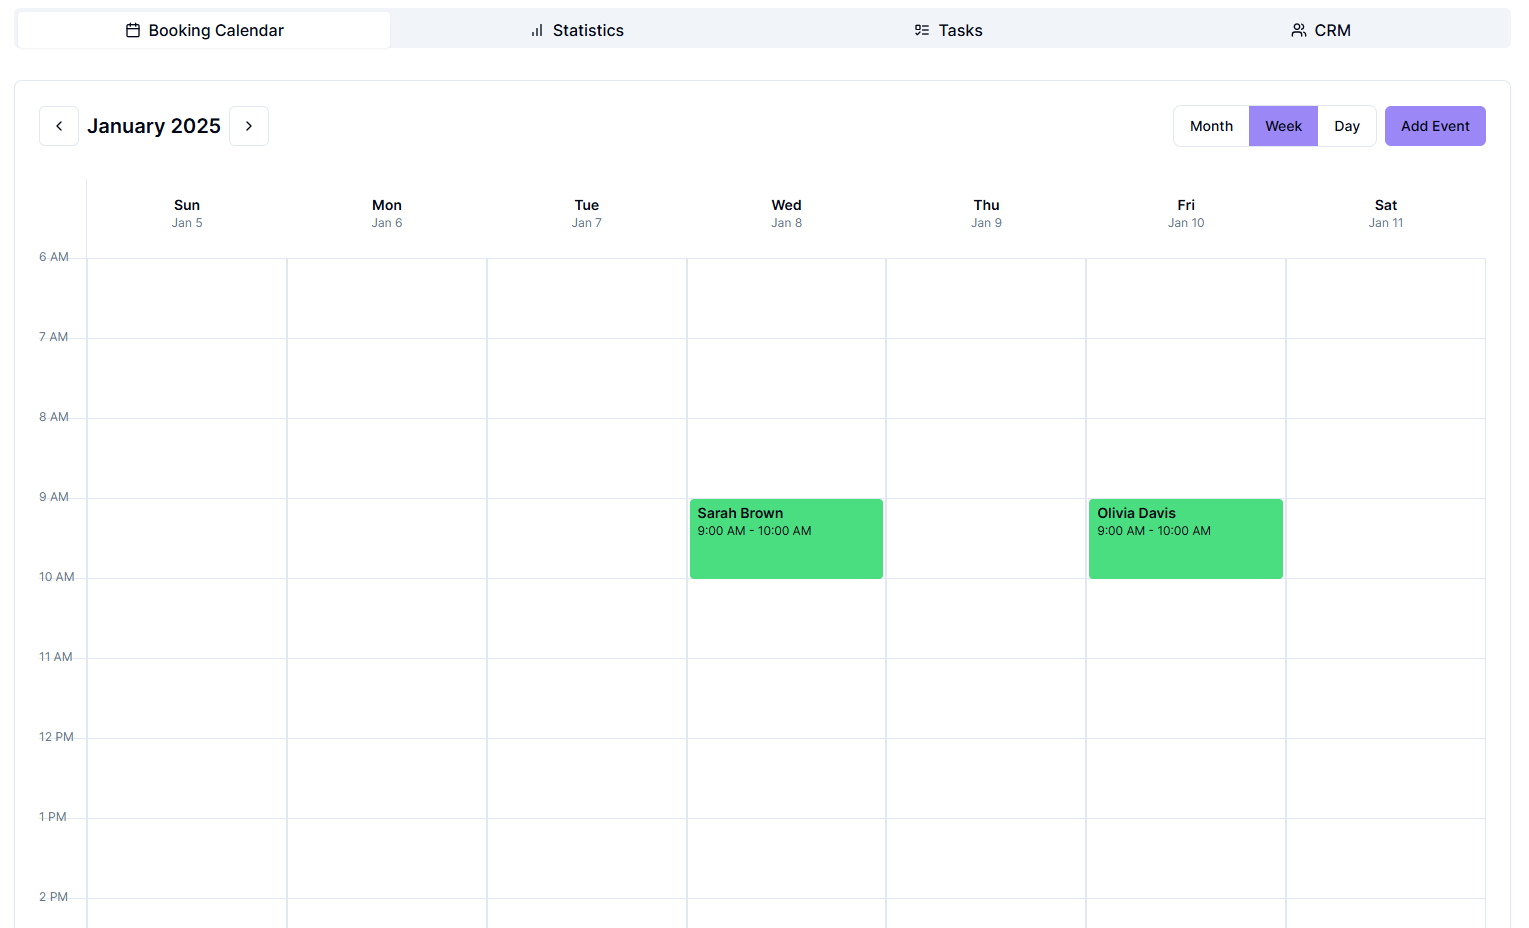 Booking Calendar
Statistics
Tasks
CRM
January 2025
Month
Week
Day
Add Event
Sun
Jan 5
Mon
Jan 6
Tue
Jan 7
Wed
Jan 8
Thu
Jan 9
Fri
Jan 10
Sat
Jan 11
6 AM
7 AM
8 AM
9 AM
Sarah Brown
9:00 AM - 10:00 AM
Olivia Davis
9:00 AM - 10:00 AM
10 AM
11 AM
12 PM
1 PM
2 PM